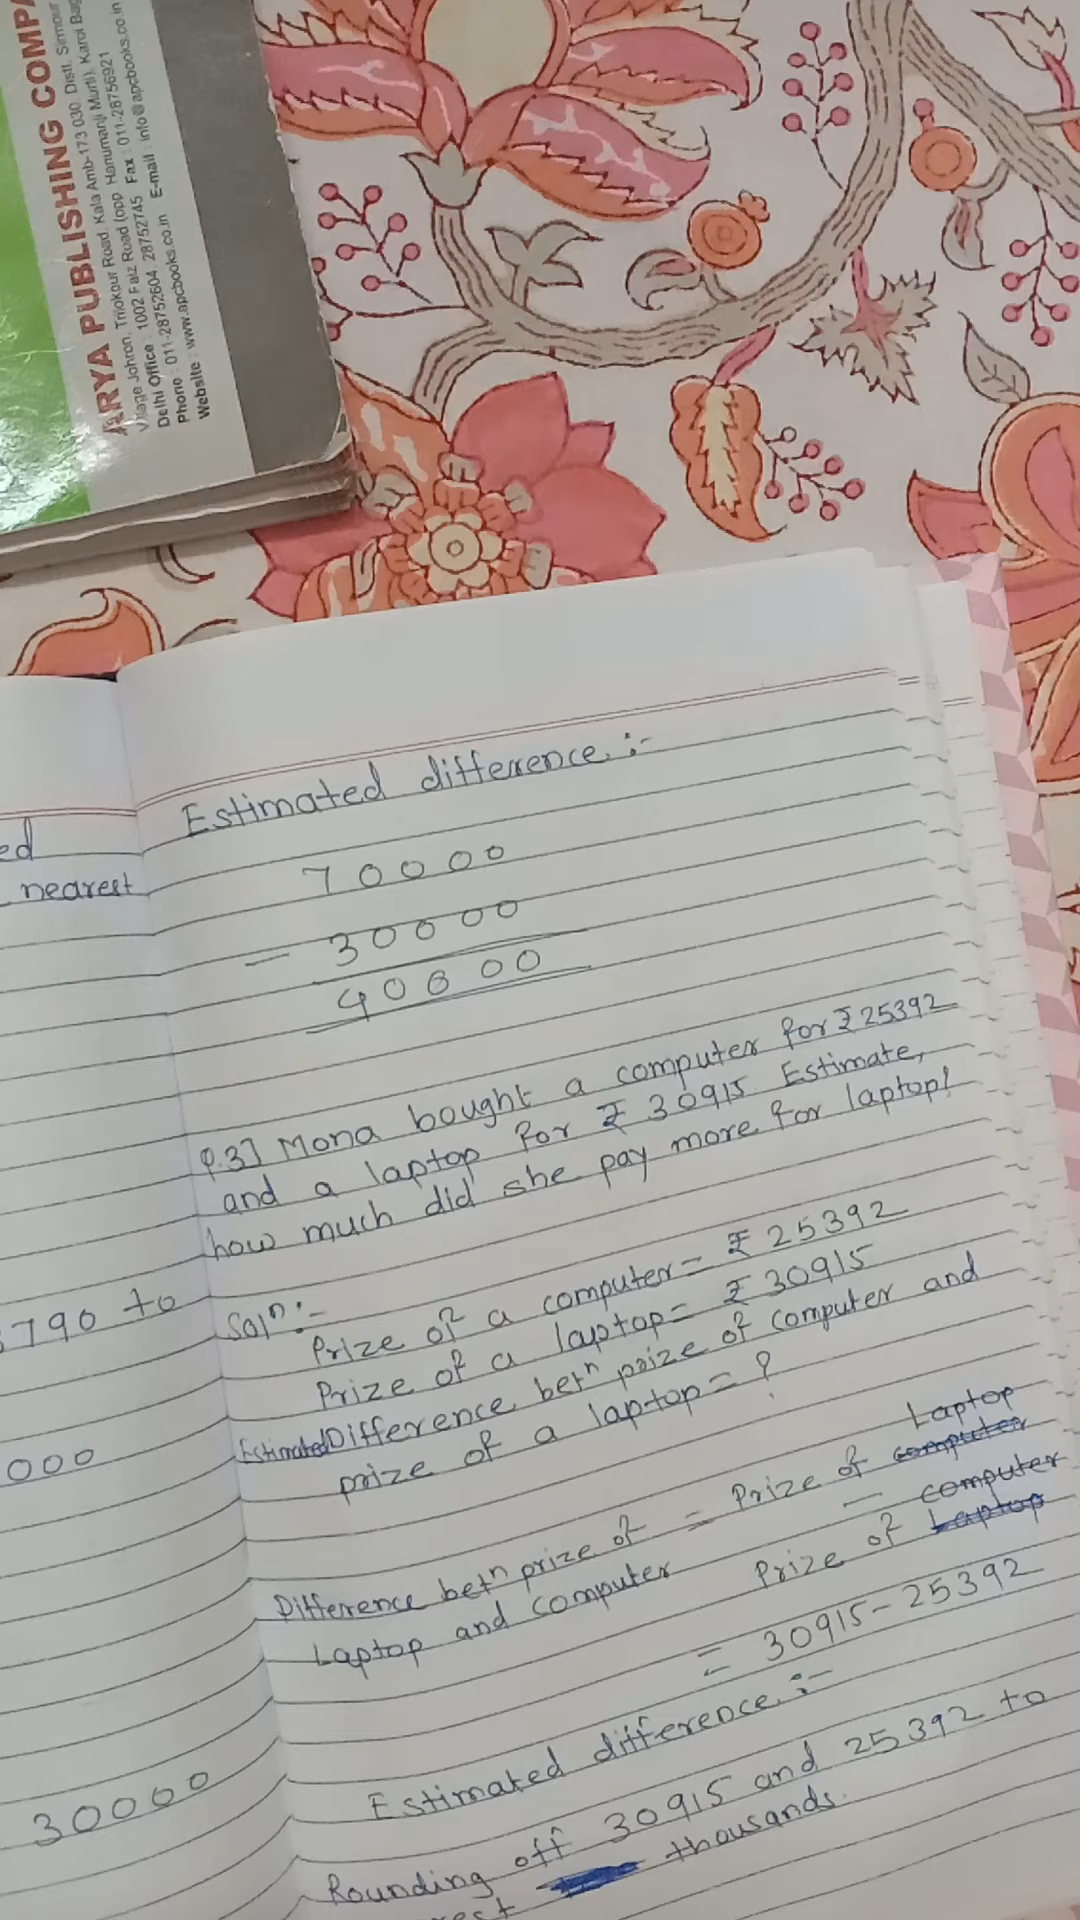 ARYA PUBLISHING COMPA
Village Johron, Trilokpur Road, Kala Amb-173 030 Distt. Sirmour
Delhi Office : 1002 Faiz Road (opp. Hanumanji Murti), Karol Bag
Phone : 011-28752604, 28752745 Fax : 011-28756921
Website : www.apcbooks.co.in E-mail : info@apcbooks.co.in
ed
nearest
790 to
000
30000
Estimated difference :-
70000
- 30000
40000
Q.3] Mona bought a computer for ₹25392
and a laptop for ₹ 30915 Estimate,
how much did she pay more for laptop?
Solⁿ :-
Prize of a computer = ₹ 25392
Prize of a laptop = ₹ 30915
Estimated Difference betⁿ prize of computer and
prize of a laptop = ?
Difference betⁿ prize of = Prize of computer Laptop
Laptop and computer - Prize of Laptop computer
= 30915 - 25392
Estimated difference :-
Rounding off 30915 and 25392 to
thousands.